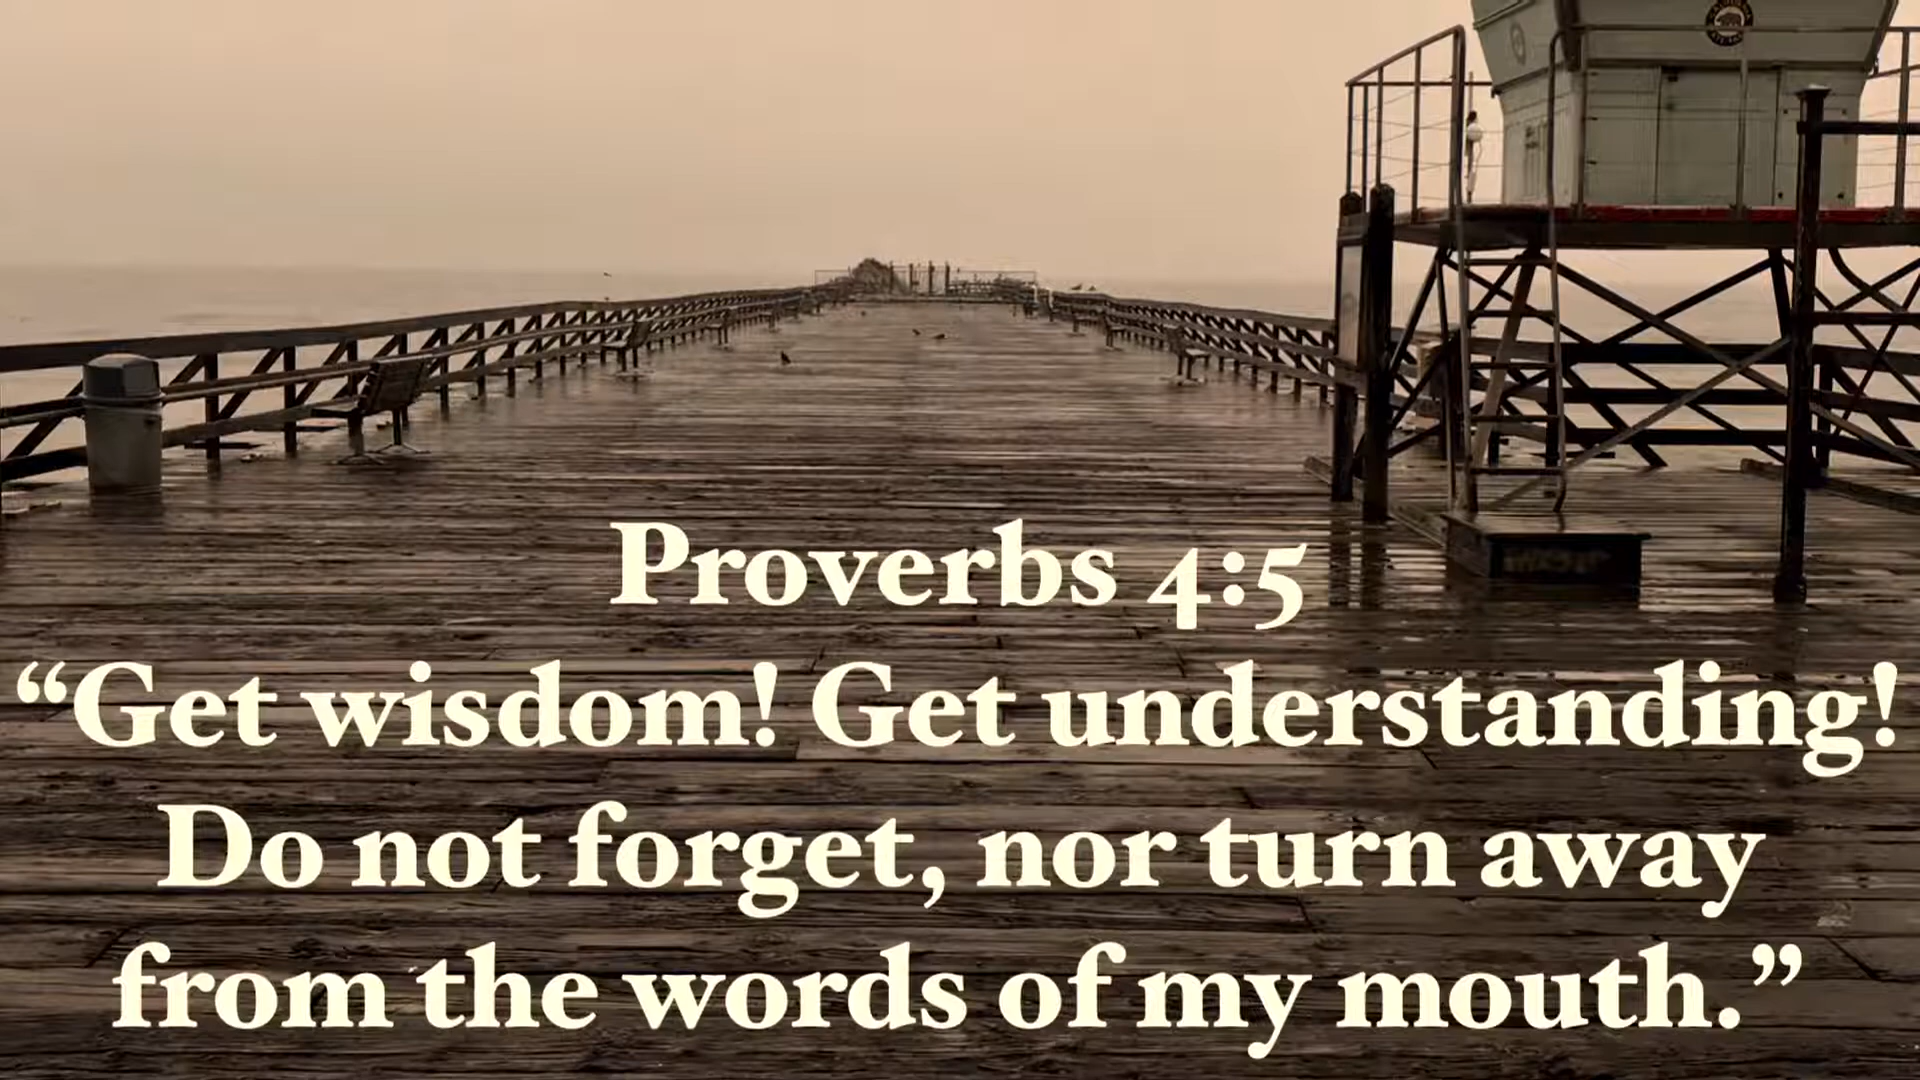 Proverbs 4:5
“Get wisdom! Get understanding!
Do not forget, nor turn away
from the words of my mouth.”